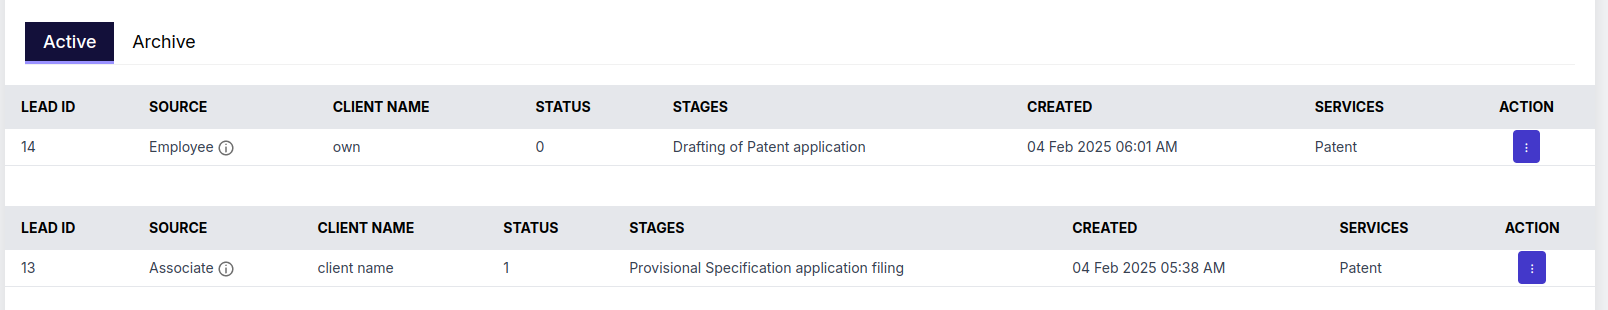 Active Archive
LEAD ID SOURCE CLIENT NAME STATUS STAGES CREATED SERVICES ACTION
14 Employee own 0 Drafting of Patent application 04 Feb 2025 06:01 AM Patent
LEAD ID SOURCE CLIENT NAME STATUS STAGES CREATED SERVICES ACTION
13 Associate client name 1 Provisional Specification application filing 04 Feb 2025 05:38 AM Patent